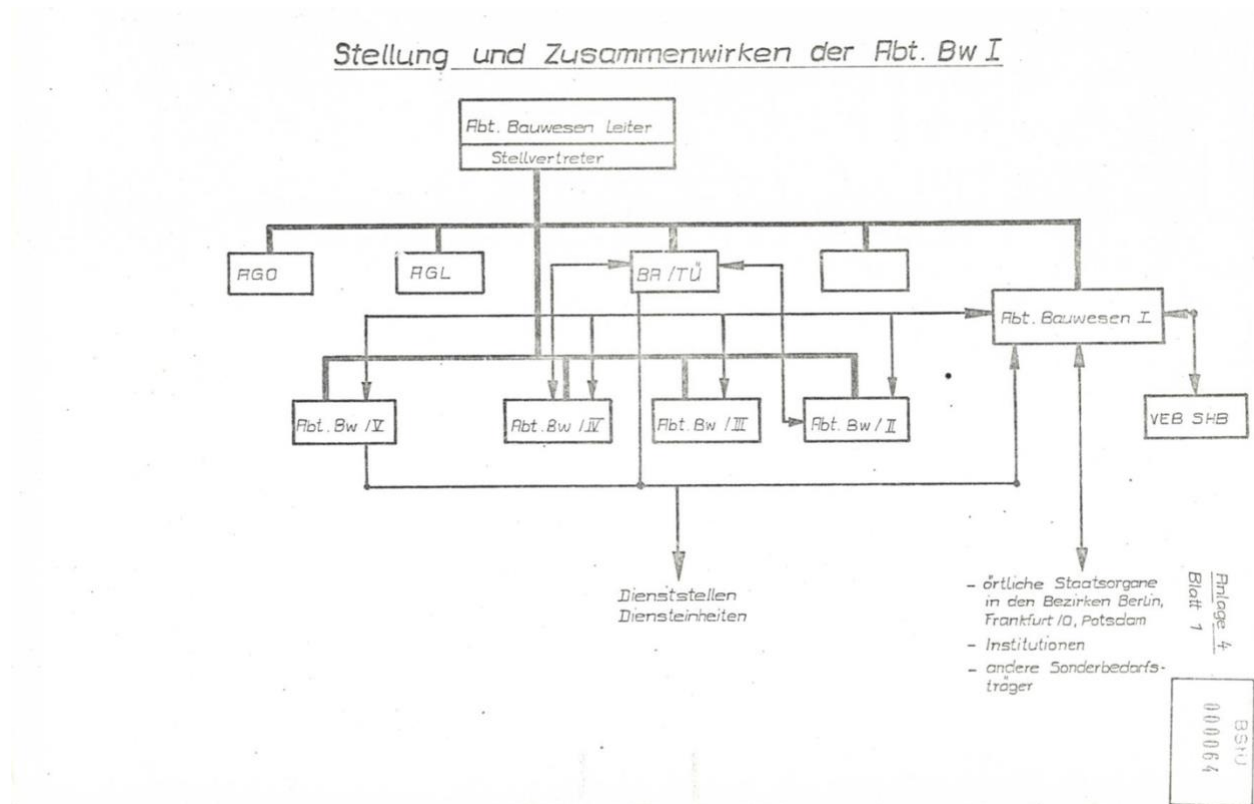 Stellung und Zusammenwirken der Abt. Bw I
Abt. Bauwesen Leiter
Stellvertreter
AGO
AGL
BA/TÜ
Abt. Bauwesen I
Abt. Bw/V
Abt. Bw/IV
Abt. Bw/III
Abt. Bw/II
VEB SHB
Dienststellen
Diensteinheiten
- örtliche Staatsorgane
in den Bezirken Berlin,
Frankfurt/O, Potsdam
- Institutionen
- andere Sonderbedarfs-
träger
Anlage 4
Blatt 1
BStU
000064